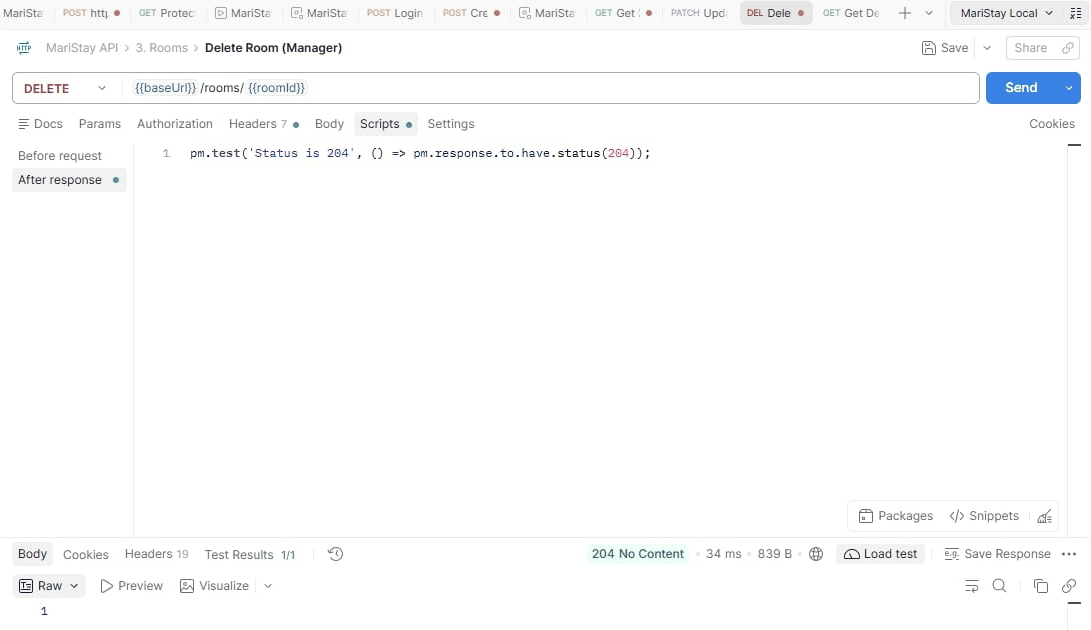 MariSta POST http GET Protec MariSta MariSta POST Login POST Cre MariSta GET Get PATCH Upd DEL Dele GET Get De MariStay Local
HTTP MariStay API > 3. Rooms > Delete Room (Manager) Save Share
DELETE {{baseUrl}}/rooms/{{roomId}} Send
Docs Params Authorization Headers 7 Body Scripts Settings Cookies
Before request
After response
1 pm.test('Status is 204', () => pm.response.to.have.status(204));
Packages Snippets
Body Cookies Headers 19 Test Results 1/1 204 No Content 34 ms 839 B Load test e.g. Save Response
Raw Preview Visualize
1